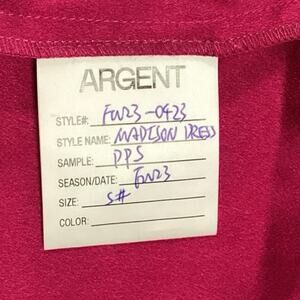 ARGENT
STYLE#: FW23-0423
STYLE NAME: MADISON DRESS
SAMPLE: PPS
SEASON/DATE: FW23
SIZE: S#
COLOR: